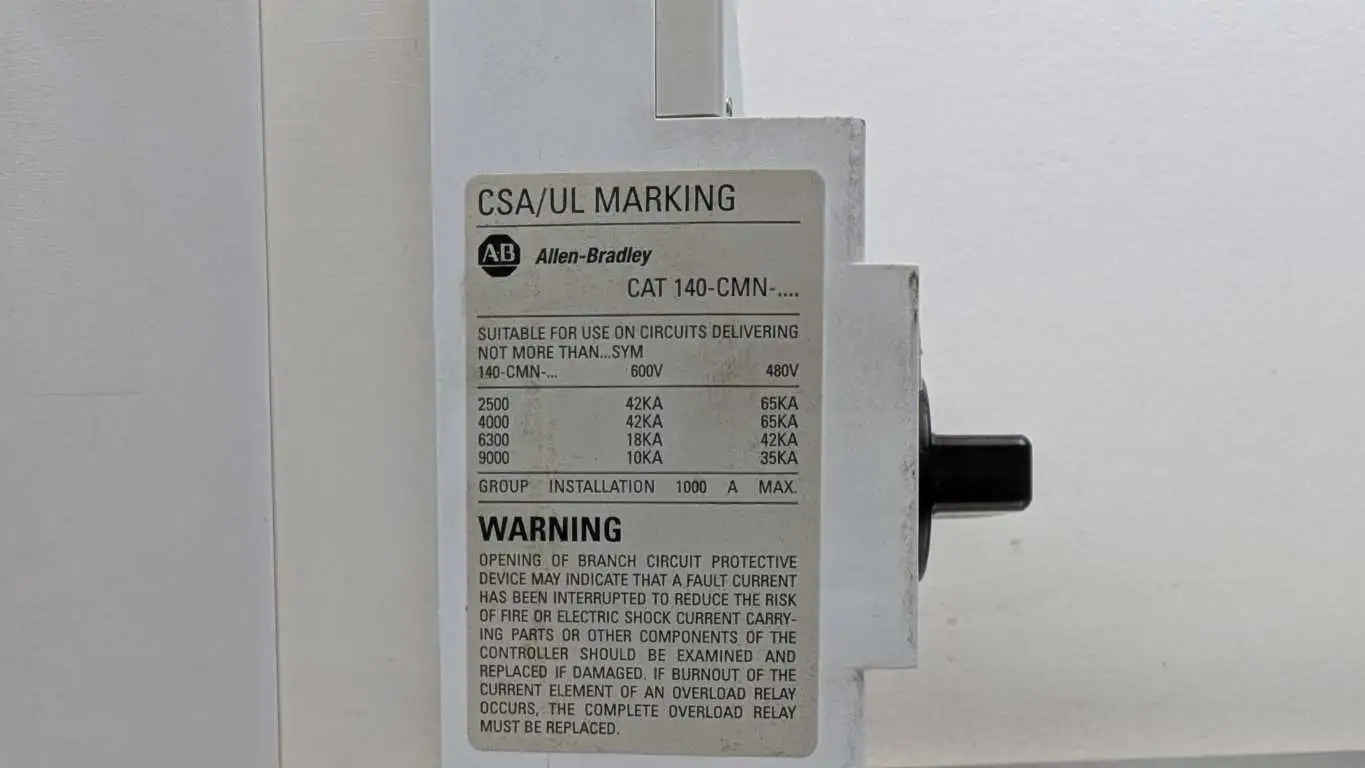 CSA/UL MARKING
AB Allen-Bradley
CAT 140-CMN-....
SUITABLE FOR USE ON CIRCUITS DELIVERING
NOT MORE THAN...SYM
140-CMN-... 600V 480V
2500 42KA 65KA
4000 42KA 65KA
6300 18KA 42KA
9000 10KA 35KA
GROUP INSTALLATION 1000 A MAX.
WARNING
OPENING OF BRANCH CIRCUIT PROTECTIVE
DEVICE MAY INDICATE THAT A FAULT CURRENT
HAS BEEN INTERRUPTED TO REDUCE THE RISK
OF FIRE OR ELECTRIC SHOCK CURRENT CARRY-
ING PARTS OR OTHER COMPONENTS OF THE
CONTROLLER SHOULD BE EXAMINED AND
REPLACED IF DAMAGED. IF BURNOUT OF THE
CURRENT ELEMENT OF AN OVERLOAD RELAY
OCCURS, THE COMPLETE OVERLOAD RELAY
MUST BE REPLACED.